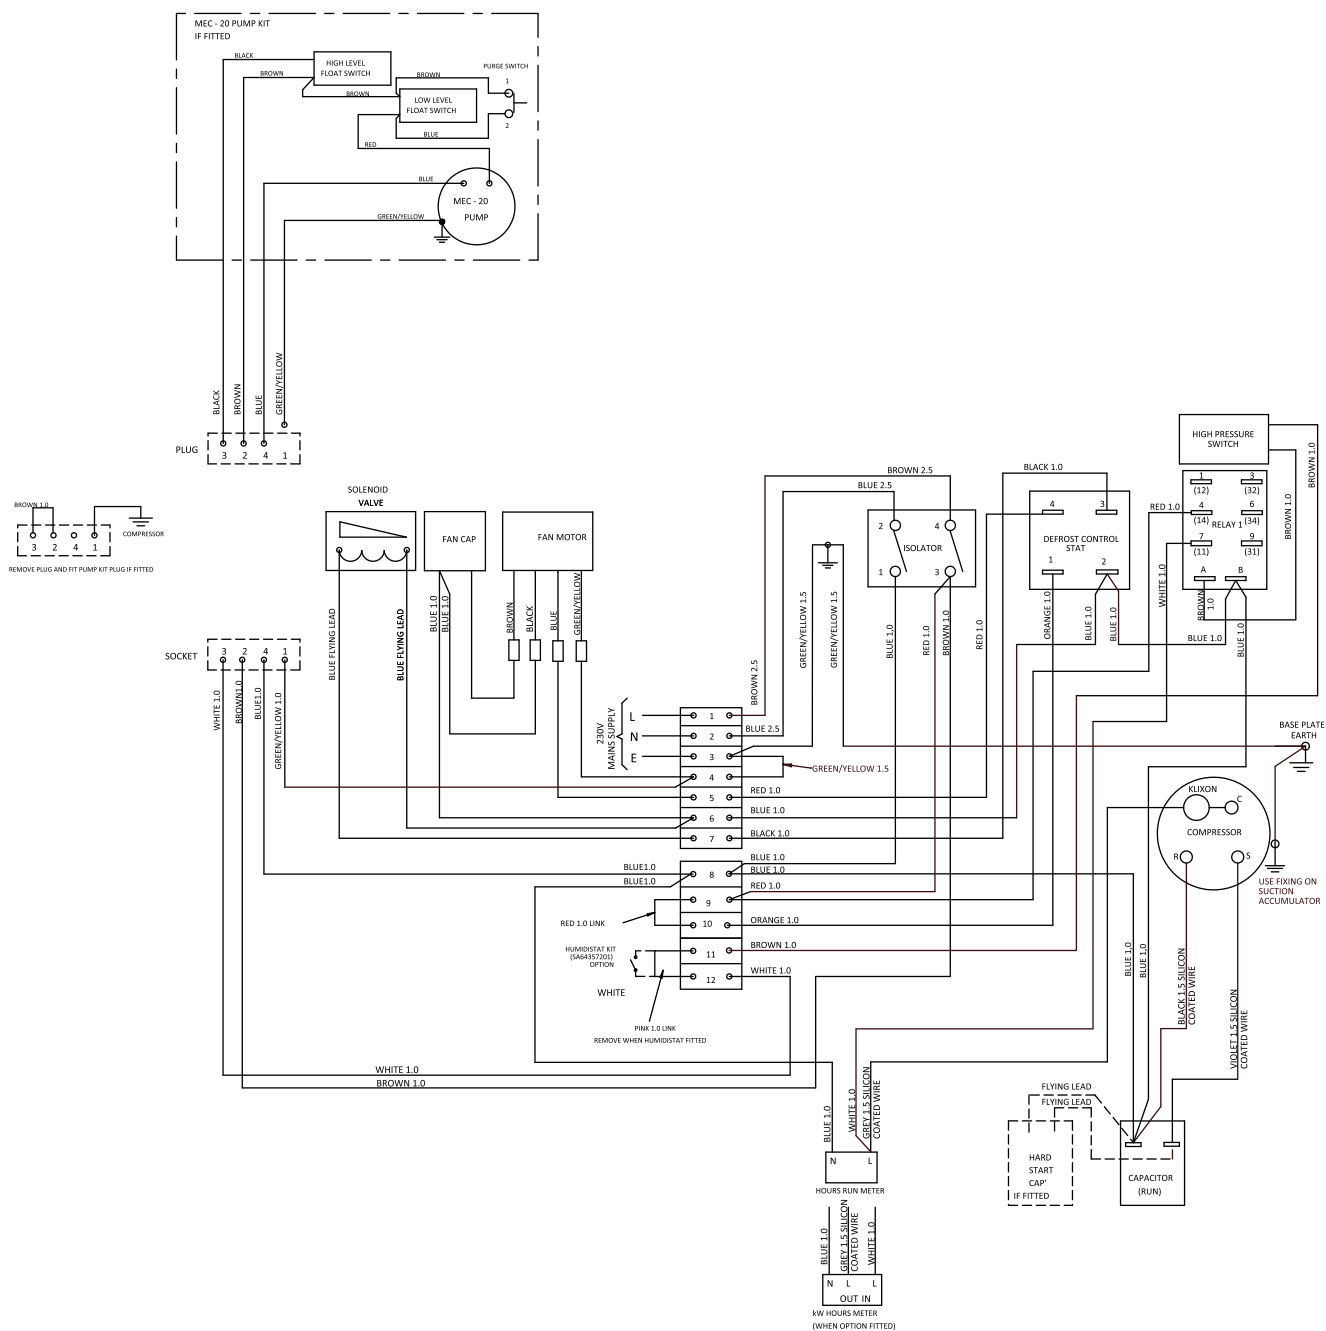 MEC - 20 PUMP KIT
IF FITTED
BLACK
HIGH LEVEL
FLOAT SWITCH
BROWN
BROWN
BROWN
PURGE SWITCH
1
2
LOW LEVEL
FLOAT SWITCH
BLUE
RED
BLUE
MEC - 20
PUMP
GREEN/YELLOW
BLACK
BROWN
BLUE
GREEN/YELLOW
PLUG
3 2 4 1
BROWN 1.0
3 2 4 1
COMPRESSOR
REMOVE PLUG AND FIT PUMP KIT PLUG IF FITTED
SOCKET
3 2 4 1
WHITE 1.0
BROWN1.0
BLUE1.0
GREEN/YELLOW 1.0
SOLENOID
VALVE
BLUE FLYING LEAD
BLUE FLYING LEAD
FAN CAP
BLUE 1.0
BLUE 1.0
FAN MOTOR
BROWN
BLACK
BLUE
GREEN/YELLOW
230V
MAINS SUPPLY
L
N
E
1
2
3
4
5
6
7
8
9
10
11
12
BROWN 2.5
BLUE 2.5
GREEN/YELLOW 1.5
RED 1.0
BLUE 1.0
BLACK 1.0
BLUE 1.0
BLUE 1.0
RED 1.0
ORANGE 1.0
BROWN 1.0
WHITE 1.0
BLUE1.0
BLUE1.0
RED 1.0 LINK
HUMIDISTAT KIT
(SA64357201)
OPTION
WHITE
PINK 1.0 LINK
REMOVE WHEN HUMIDISTAT FITTED
WHITE 1.0
BROWN 1.0
BROWN 2.5
BLUE 2.5
GREEN/YELLOW 1.5
GREEN/YELLOW 1.5
2 4
ISOLATOR
1 3
BLUE 1,0
RED 1.0
BROWN 1.0
RED 1.0
BLACK 1.0
4 3
DEFROST CONTROL
STAT
1 2
ORANGE 1.0
BLUE 1.0
BLUE 1.0
HIGH PRESSURE
SWITCH
BROWN 1.0
BROWN 1.0
1 3
(12) (32)
RED 1.0
4 6
(14) RELAY 1 (34)
7 9
(11) (31)
A B
WHITE 1.0
BROWN
1.0
BLUE 1.0
BLUE 1.0
BASE PLATE
EARTH
KLIXON
C
COMPRESSOR
R S
USE FIXING ON
SUCTION
ACCUMULATOR
BLUE 1,0
BLUE 1,0
BLACK 1.5 SILICON
COATED WIRE
VIOLET 1.5 SILICON
COATED WIRE
FLYING LEAD
FLYING LEAD
HARD
START
CAP'
IF FITTED
CAPACITOR
(RUN)
BLUE 1.0
WHITE 1.0
GREY 1.5 SILICON
COATED WIRE
N L
HOURS RUN METER
BLUE 1.0
GREY 1.5 SILICON
COATED WIRE
WHITE 1.0
N L L
OUT IN
kW HOURS METER
(WHEN OPTION FITTED)